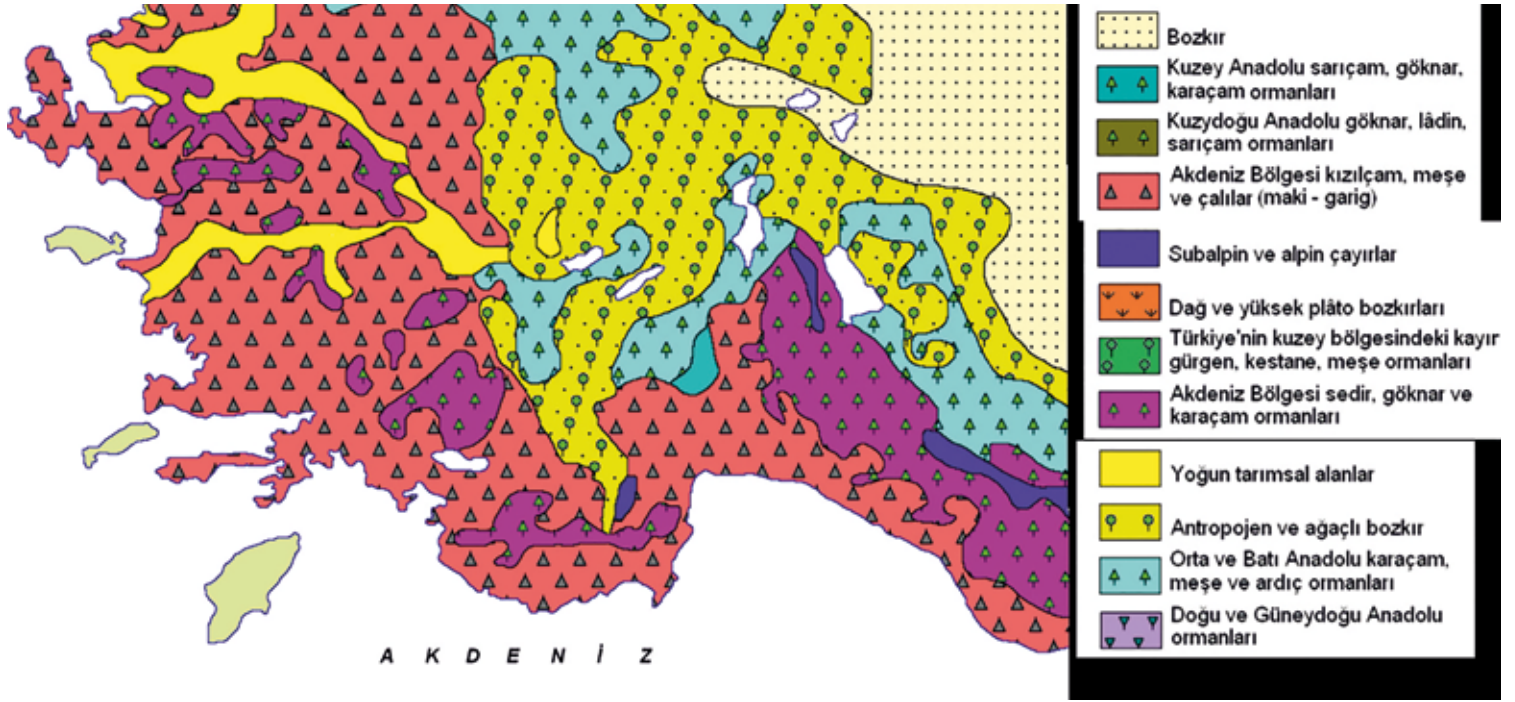 Bozkır
Kuzey Anadolu sarıçam, göknar,
karaçam ormanları
Kuzydoğu Anadolu göknar, lâdin,
sarıçam ormanları
Akdeniz Bölgesi kızılçam, meşe
ve çalılar (maki - garig)
Subalpin ve alpin çayırlar
Dağ ve yüksek plâto bozkırları
Türkiye'nin kuzey bölgesindeki kayır
gürgen, kestane, meşe ormanları
Akdeniz Bölgesi sedir, göknar ve
karaçam ormanları
Yoğun tarımsal alanlar
Antropojen ve ağaçlı bozkır
Orta ve Batı Anadolu karaçam,
meşe ve ardıç ormanları
Doğu ve Güneydoğu Anadolu
ormanları
A K D E N İ Z